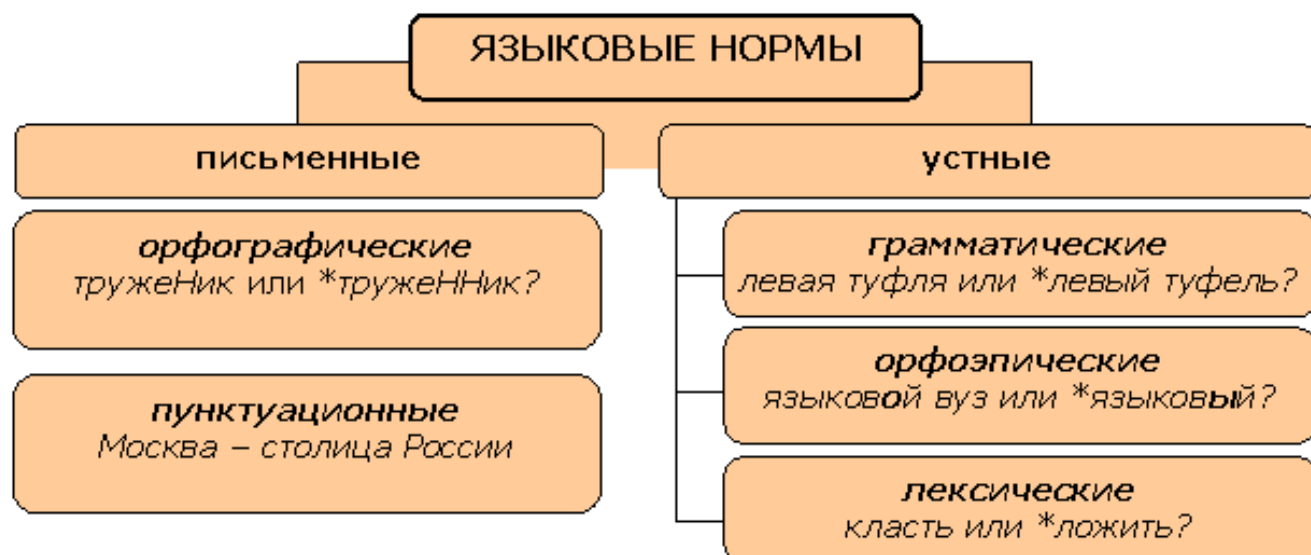 ЯЗЫКОВЫЕ НОРМЫ
письменные
орфографические
тружеНик или *тружеННик?
пунктуационные
Москва – столица России
устные
грамматические
левая туфля или *левый туфель?
орфоэпические
языковой вуз или *языковый?
лексические
класть или *ложить?